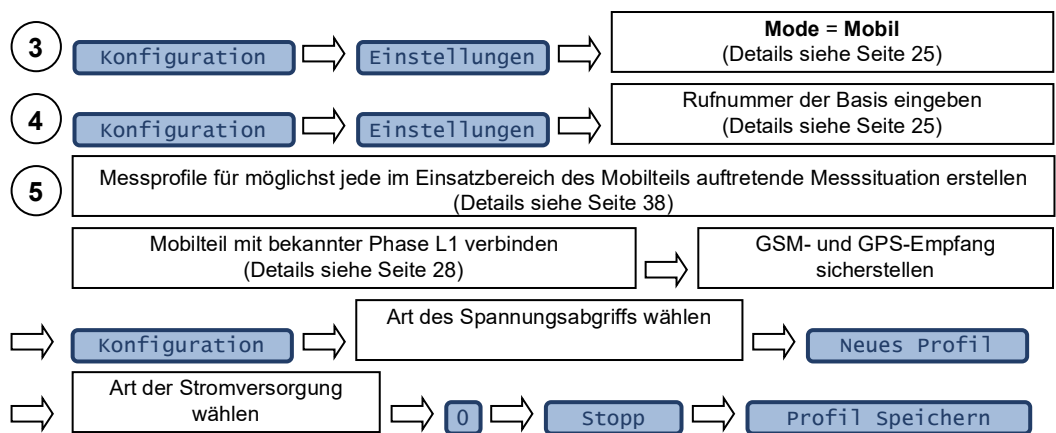 3
Konfiguration
Einstellungen
Mode = Mobil
(Details siehe Seite 25)
4
Konfiguration
Einstellungen
Rufnummer der Basis eingeben
(Details siehe Seite 25)
5
Messprofile für möglichst jede im Einsatzbereich des Mobilteils auftretende Messsituation erstellen
(Details siehe Seite 38)
Mobilteil mit bekannter Phase L1 verbinden
(Details siehe Seite 28)
GSM- und GPS-Empfang
sicherstellen
Konfiguration
Art des Spannungsabgriffs wählen
Neues Profil
Art der Stromversorgung
wählen
0
Stopp
Profil Speichern